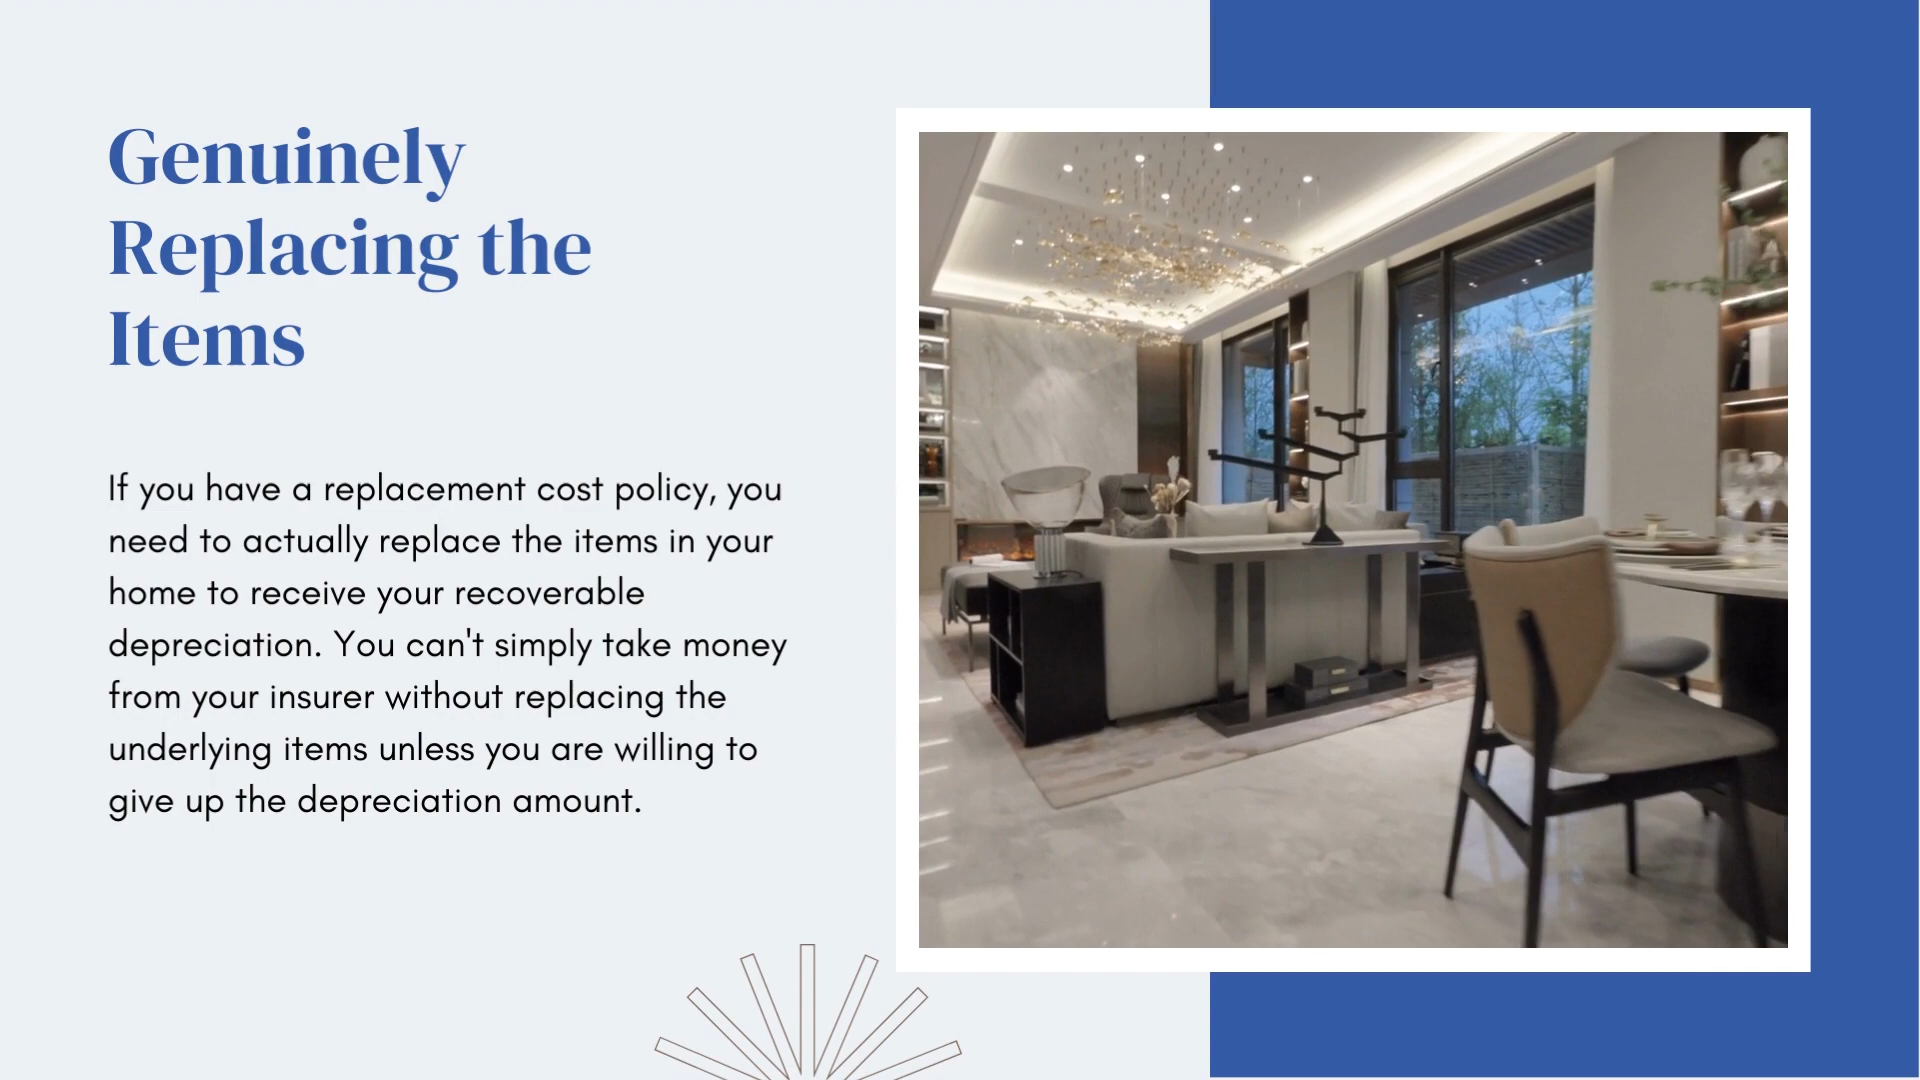 Genuinely
Replacing the
Items
If you have a replacement cost policy, you
need to actually replace the items in your
home to receive your recoverable
depreciation. You can't simply take money
from your insurer without replacing the
underlying items unless you are willing to
give up the depreciation amount.